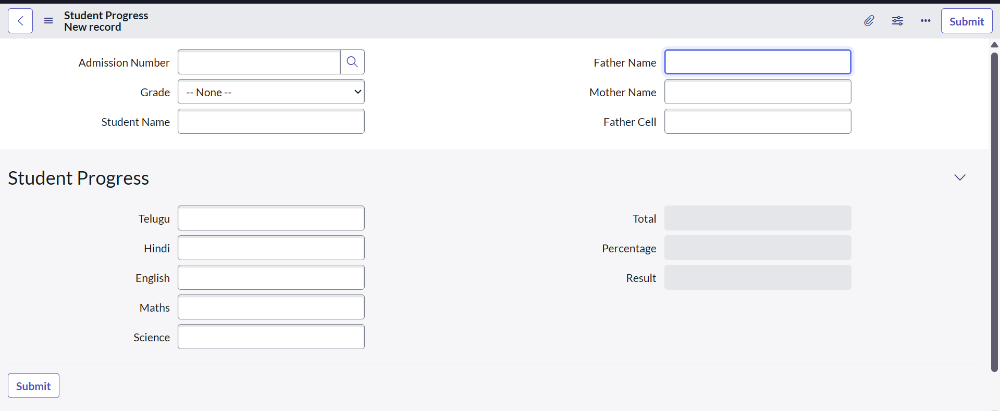 Student Progress
New record
Submit
Admission Number
Grade
-- None --
Student Name
Father Name
Mother Name
Father Cell
Student Progress
Telugu
Hindi
English
Maths
Science
Total
Percentage
Result
Submit